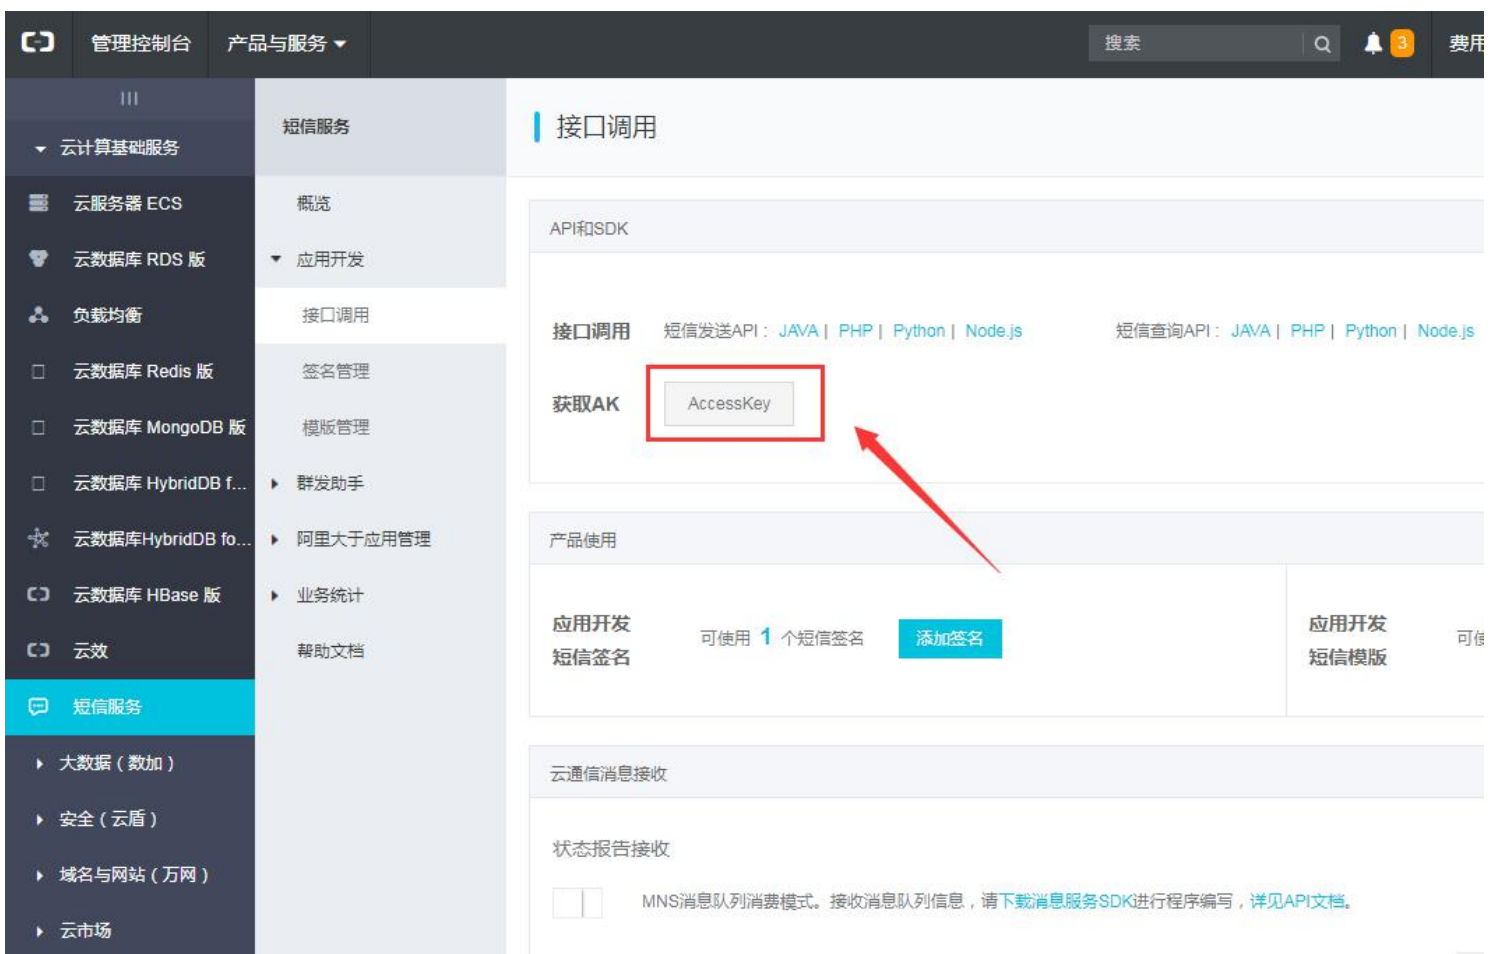 管理控制台 产品与服务 搜索 3 费用
云计算基础服务
云服务器 ECS
云数据库 RDS 版
负载均衡
云数据库 Redis 版
云数据库 MongoDB 版
云数据库 HybridDB f...
云数据库HybridDB fo...
云数据库 HBase 版
云效
短信服务
大数据（数加）
安全（云盾）
域名与网站（万网）
云市场
短信服务
概览
应用开发
接口调用
签名管理
模版管理
群发助手
阿里大于应用管理
业务统计
帮助文档
接口调用
API和SDK
接口调用 短信发送API： JAVA | PHP | Python | Node.js 短信查询API： JAVA | PHP | Python | Node.js
获取AK AccessKey
产品使用
应用开发
短信签名
可使用 1 个短信签名 添加签名
应用开发
短信模版
可使
云通信消息接收
状态报告接收
MNS消息队列消费模式。接收消息队列信息，请下载消息服务SDK进行程序编写，详见API文档。